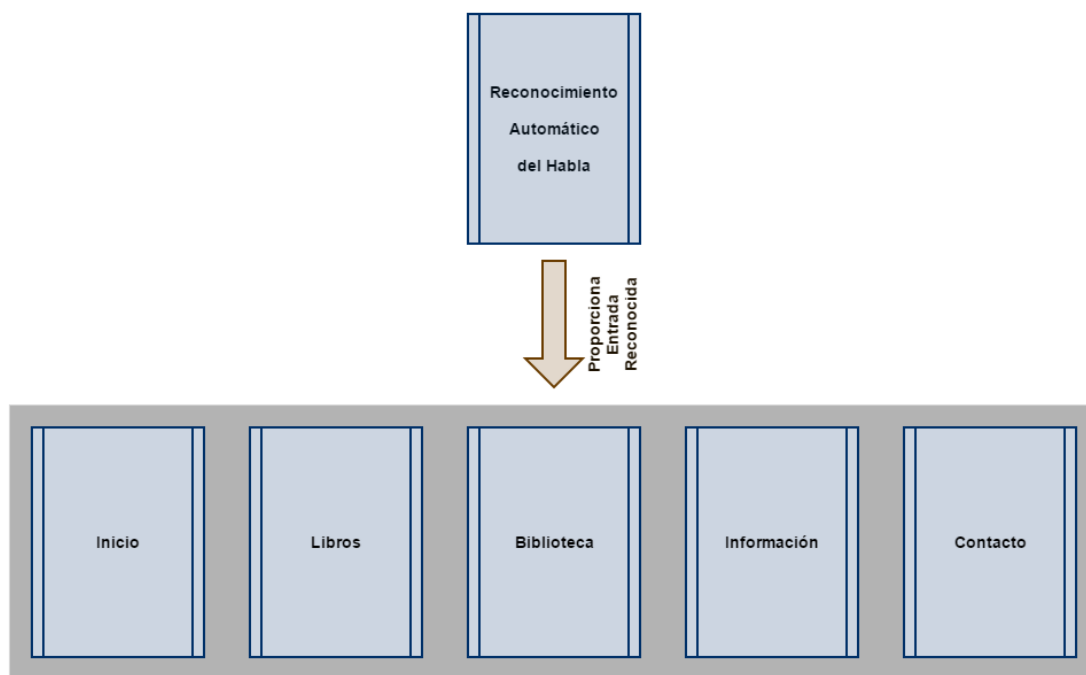 Reconocimiento
Automático
del Habla
Proporciona
Entrada
Reconocida
Inicio
Libros
Biblioteca
Información
Contacto